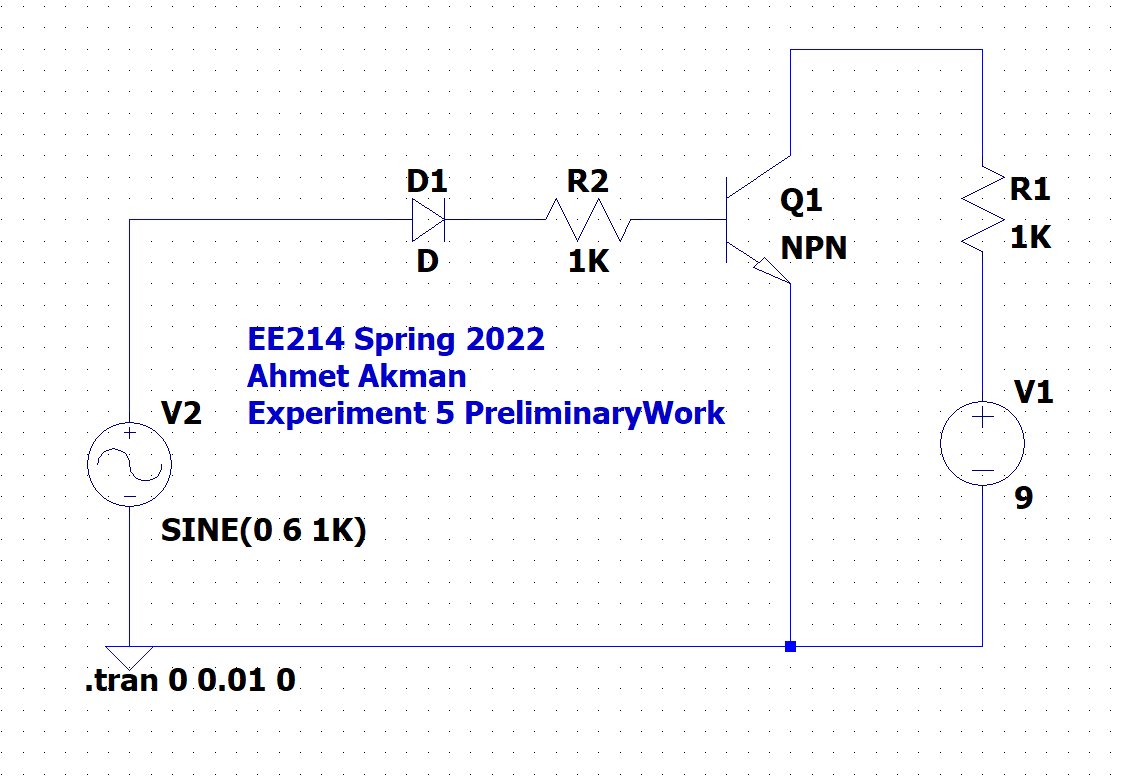 D1
R2
Q1
R1
D
1K
NPN
1K
EE214 Spring 2022
Ahmet Akman
Experiment 5 PreliminaryWork
V2
V1
SINE(0 6 1K)
9
.tran 0 0.01 0